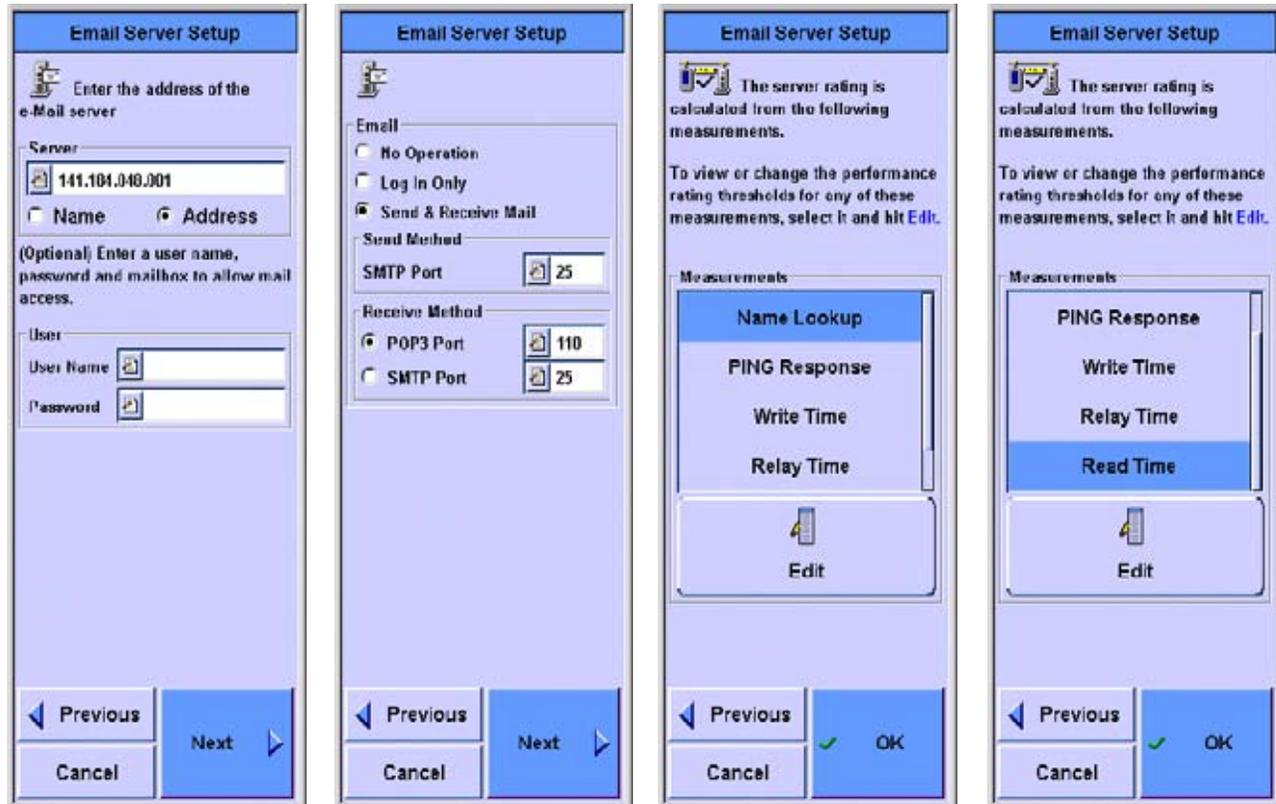 Email Server Setup
Enter the address of the
e-Mail server
Server
141.184.048.001
Name
Address
(Optional) Enter a user name,
password and mailbox to allow mail
access.
User
User Name
Password
Previous
Next
Cancel
Email Server Setup
Email
No Operation
Log In Only
Send & Receive Mail
Send Method
SMTP Port 25
Receive Method
POP3 Port 110
SMTP Port 25
Previous
Next
Cancel
Email Server Setup
The server rating is
calculated from the following
measurements.
To view or change the performance
rating thresholds for any of these
measurements, select it and hit Edit.
Measurements
Name Lookup
PING Response
Write Time
Relay Time
Edit
Previous
OK
Cancel
Email Server Setup
The server rating is
calculated from the following
measurements.
To view or change the performance
rating thresholds for any of these
measurements, select it and hit Edit.
Measurements
PING Response
Write Time
Relay Time
Read Time
Edit
Previous
OK
Cancel